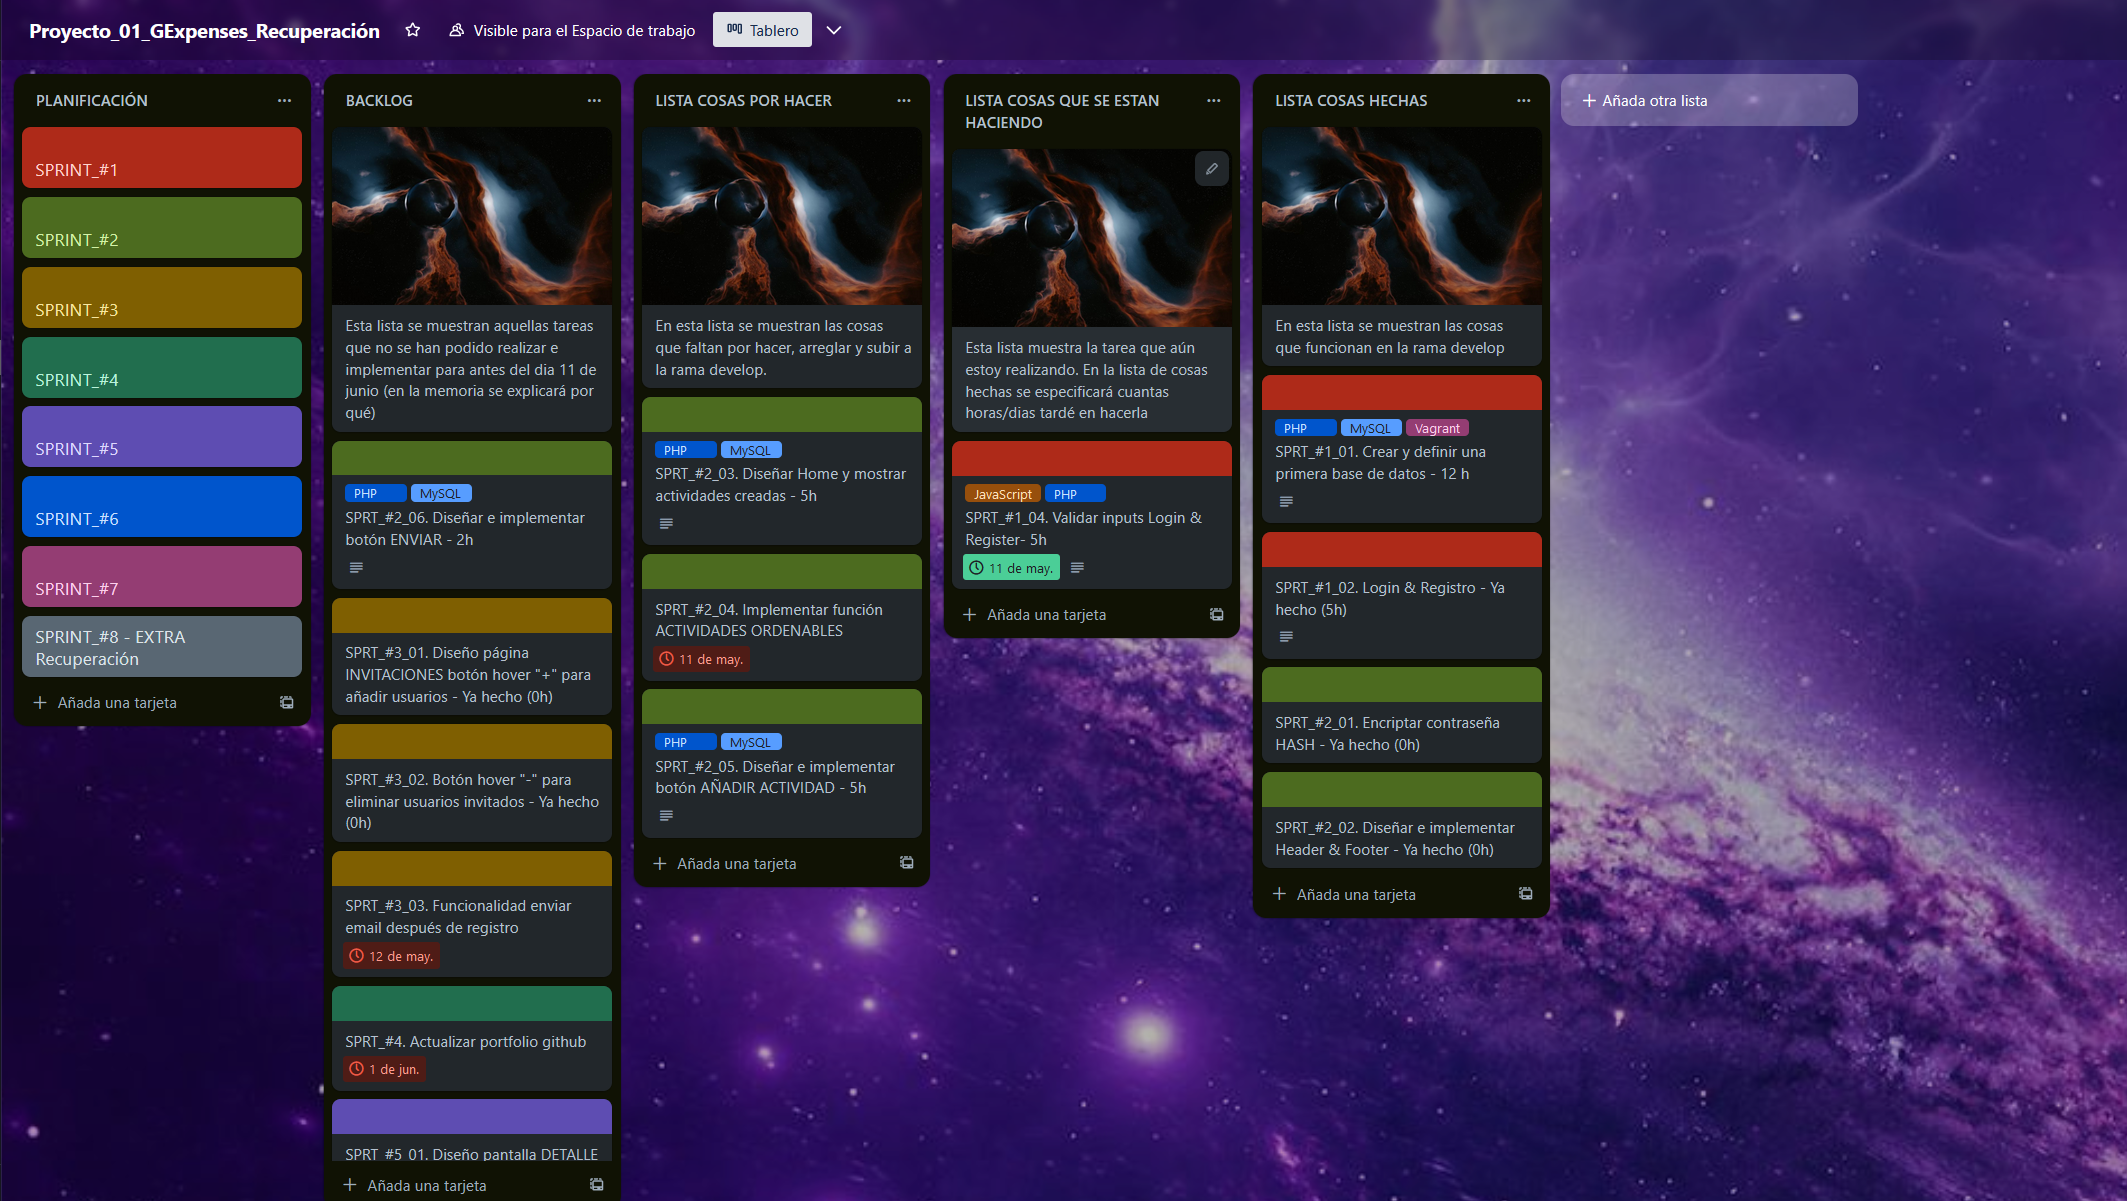 Proyecto_01_GExpenses_Recuperación
Visible para el Espacio de trabajo
Tablero
PLANIFICACIÓN
SPRINT_#1
SPRINT_#2
SPRINT_#3
SPRINT_#4
SPRINT_#5
SPRINT_#6
SPRINT_#7
SPRINT_#8 - EXTRA
Recuperación
Añada una tarjeta
BACKLOG
Esta lista se muestran aquellas tareas
que no se han podido realizar e
implementar para antes del dia 11 de
junio (en la memoria se explicará por
qué)
PHP MySQL
SPRT_#2_06. Diseñar e implementar
botón ENVIAR - 2h
SPRT_#3_01. Diseño página
INVITACIONES botón hover "+" para
añadir usuarios - Ya hecho (0h)
SPRT_#3_02. Botón hover "-" para
eliminar usuarios invitados - Ya hecho
(0h)
SPRT_#3_03. Funcionalidad enviar
email después de registro
12 de may.
SPRT_#4. Actualizar portfolio github
1 de jun.
SPRT_#5_01. Diseño pantalla DETALLE
Añada una tarjeta
LISTA COSAS POR HACER
En esta lista se muestran las cosas
que faltan por hacer, arreglar y subir a
la rama develop.
PHP MySQL
SPRT_#2_03. Diseñar Home y mostrar
actividades creadas - 5h
SPRT_#2_04. Implementar función
ACTIVIDADES ORDENABLES
11 de may.
PHP MySQL
SPRT_#2_05. Diseñar e implementar
botón AÑADIR ACTIVIDAD - 5h
Añada una tarjeta
LISTA COSAS QUE SE ESTAN
HACIENDO
Esta lista muestra la tarea que aún
estoy realizando. En la lista de cosas
hechas se especificará cuantas
horas/dias tardé en hacerla
JavaScript PHP
SPRT_#1_04. Validar inputs Login &
Register- 5h
11 de may.
Añada una tarjeta
LISTA COSAS HECHAS
En esta lista se muestran las cosas
que funcionan en la rama develop
PHP MySQL Vagrant
SPRT_#1_01. Crear y definir una
primera base de datos - 12 h
SPRT_#1_02. Login & Registro - Ya
hecho (5h)
SPRT_#2_01. Encriptar contraseña
HASH - Ya hecho (0h)
SPRT_#2_02. Diseñar e implementar
Header & Footer - Ya hecho (0h)
Añada una tarjeta
Añada otra lista